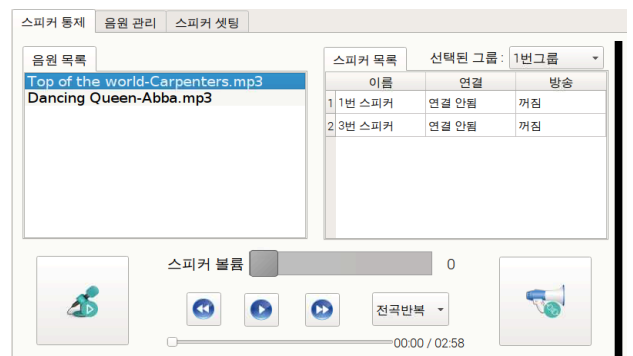 스피커 통제 음원 관리 스피커 셋팅
음원 목록
Top of the world-Carpenters.mp3
Dancing Queen-Abba.mp3
스피커 목록 선택된 그룹 : 1번그룹
이름 연결 방송
1 1번 스피커 연결 안됨 꺼짐
2 3번 스피커 연결 안됨 꺼짐
스피커 볼륨 0
전곡반복
00:00 / 02:58